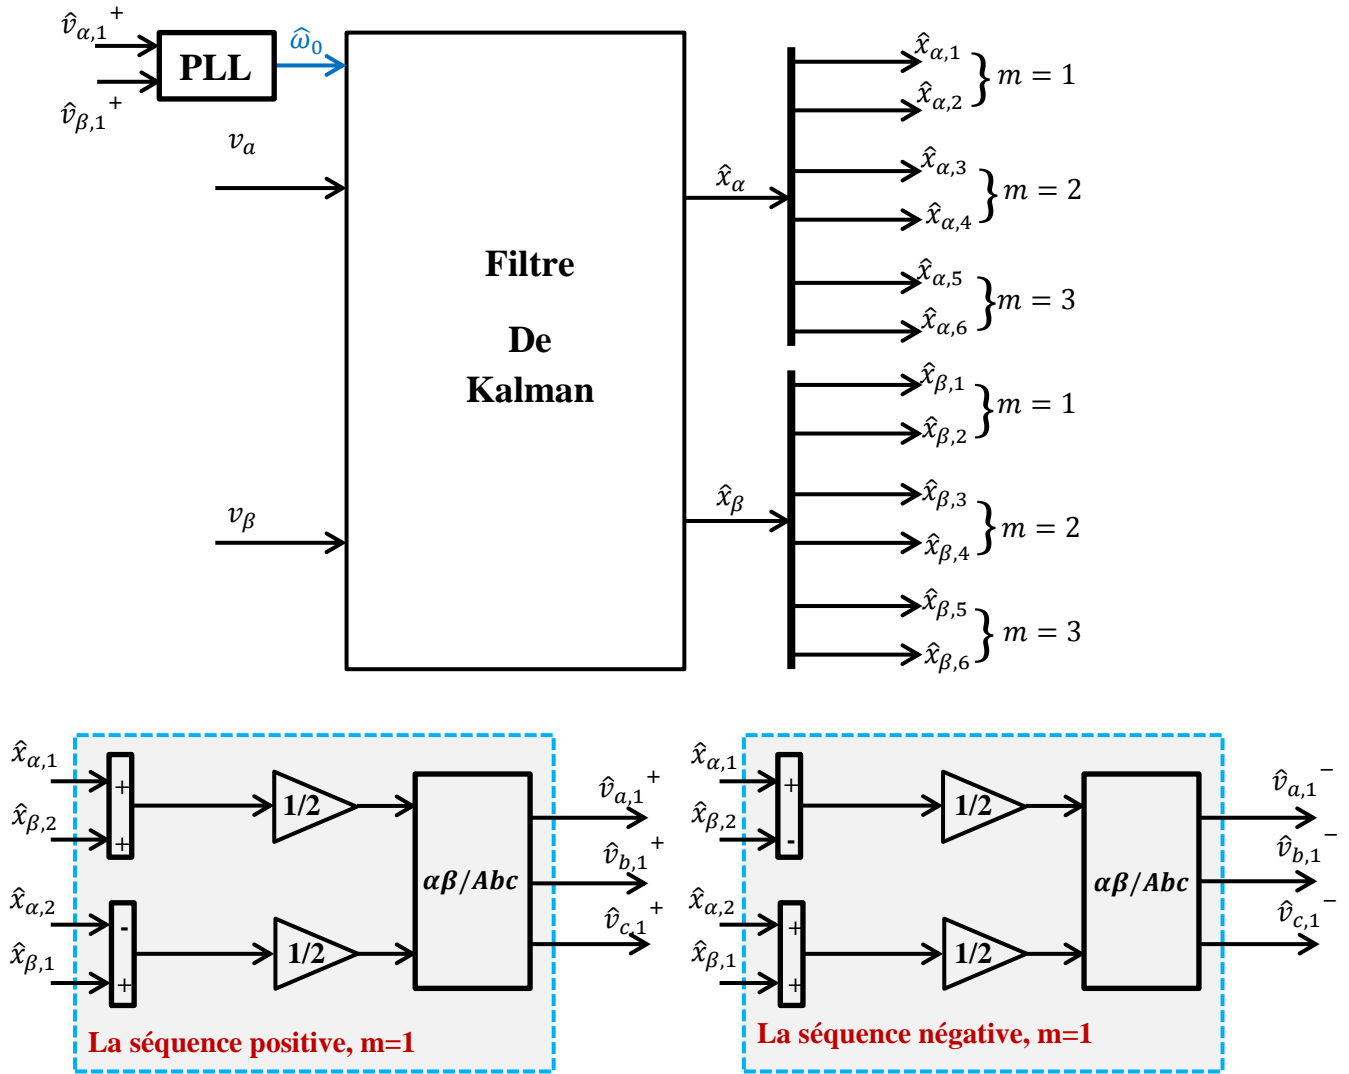 v̂α,1⁺
PLL
ω̂₀
v̂β,1⁺
vₐ
vβ
Filtre
De
Kalman
x̂α
x̂β
x̂α,1
x̂α,2
} m = 1
x̂α,3
x̂α,4
} m = 2
x̂α,5
x̂α,6
} m = 3
x̂β,1
x̂β,2
} m = 1
x̂β,3
x̂β,4
} m = 2
x̂β,5
x̂β,6
} m = 3
x̂α,1
+
x̂β,2
+
1/2
x̂α,2
-
x̂β,1
+
1/2
αβ/Abc
v̂a,1⁺
v̂b,1⁺
v̂c,1⁺
La séquence positive, m=1
x̂α,1
+
x̂β,2
-
1/2
x̂α,2
+
x̂β,1
+
1/2
αβ/Abc
v̂a,1⁻
v̂b,1⁻
v̂c,1⁻
La séquence négative, m=1